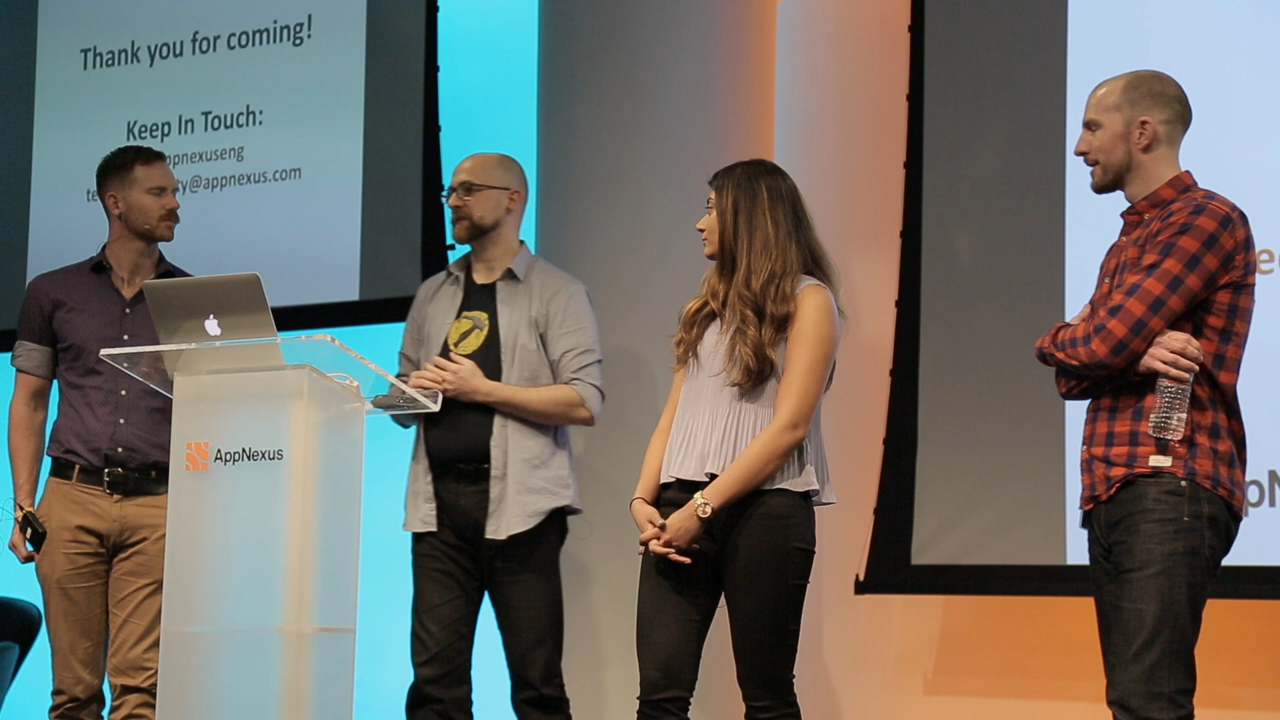 Thank you for coming!
Keep In Touch:
ppnexuseng
y@appnexus.com
AppNexus